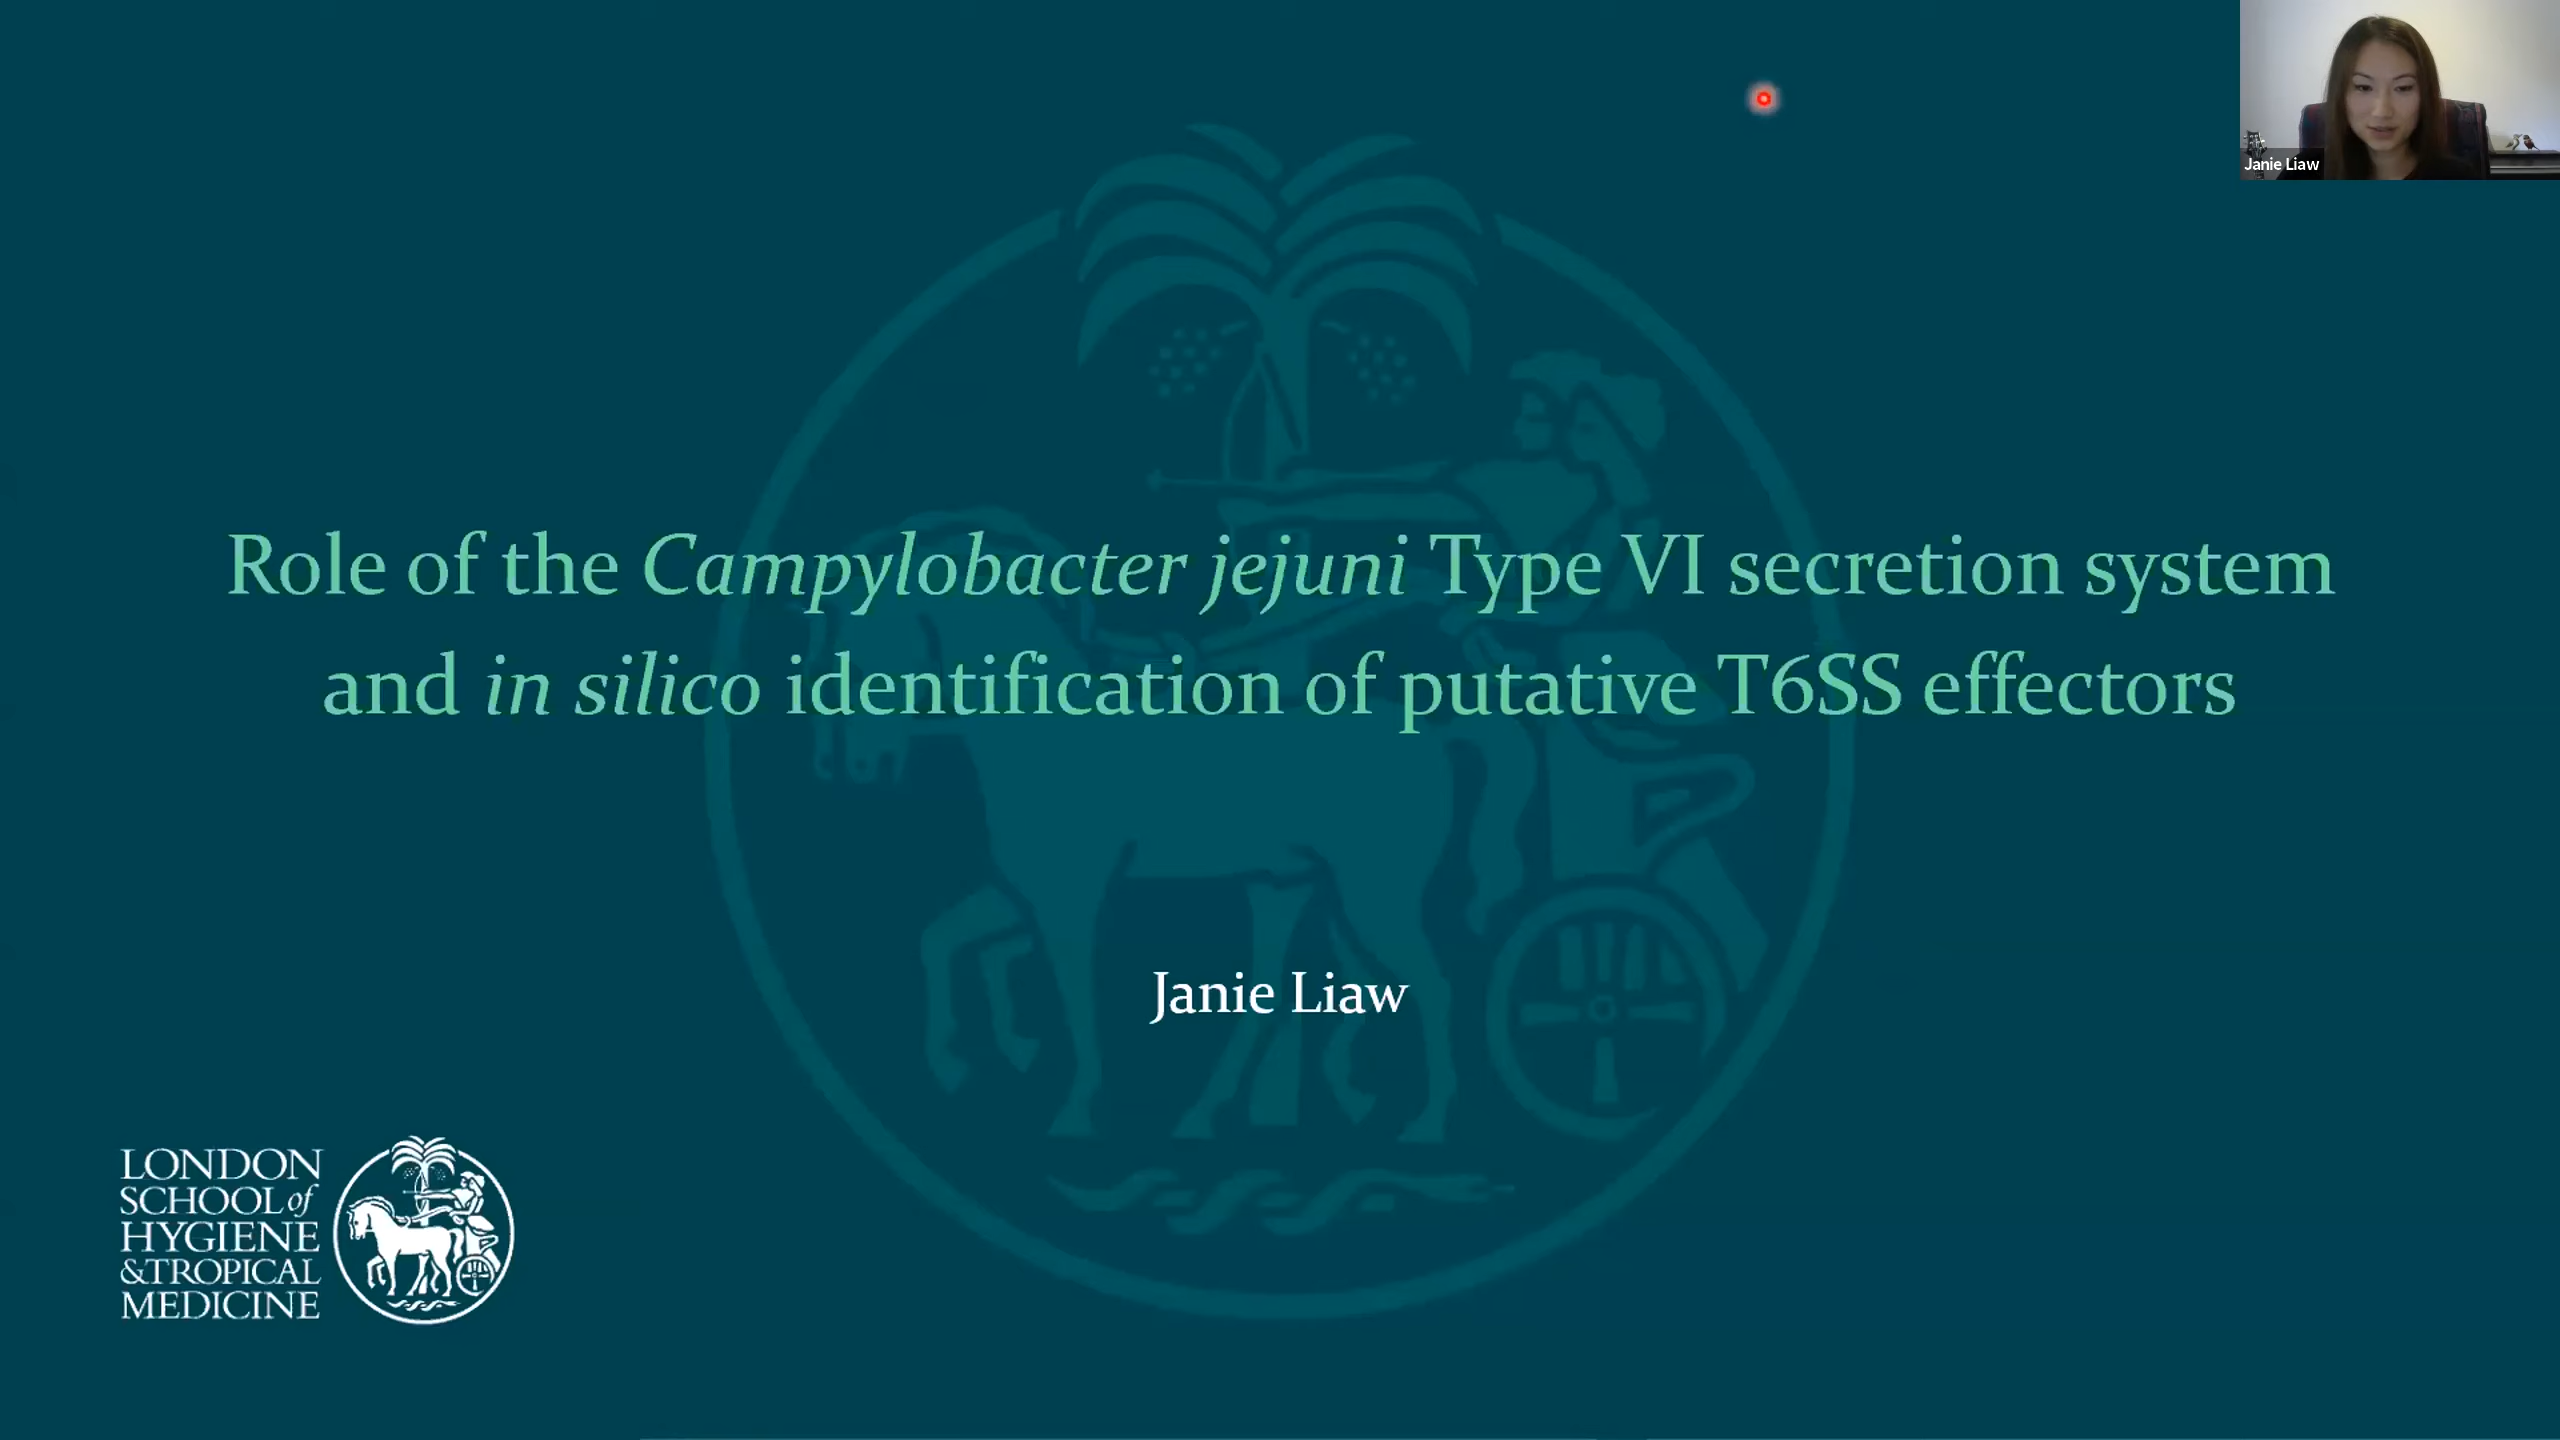 Janie Liaw
Role of the Campylobacter jejuni Type VI secretion system
and in silico identification of putative T6SS effectors
Janie Liaw
LONDON
SCHOOL of
HYGIENE
&TROPICAL
MEDICINE